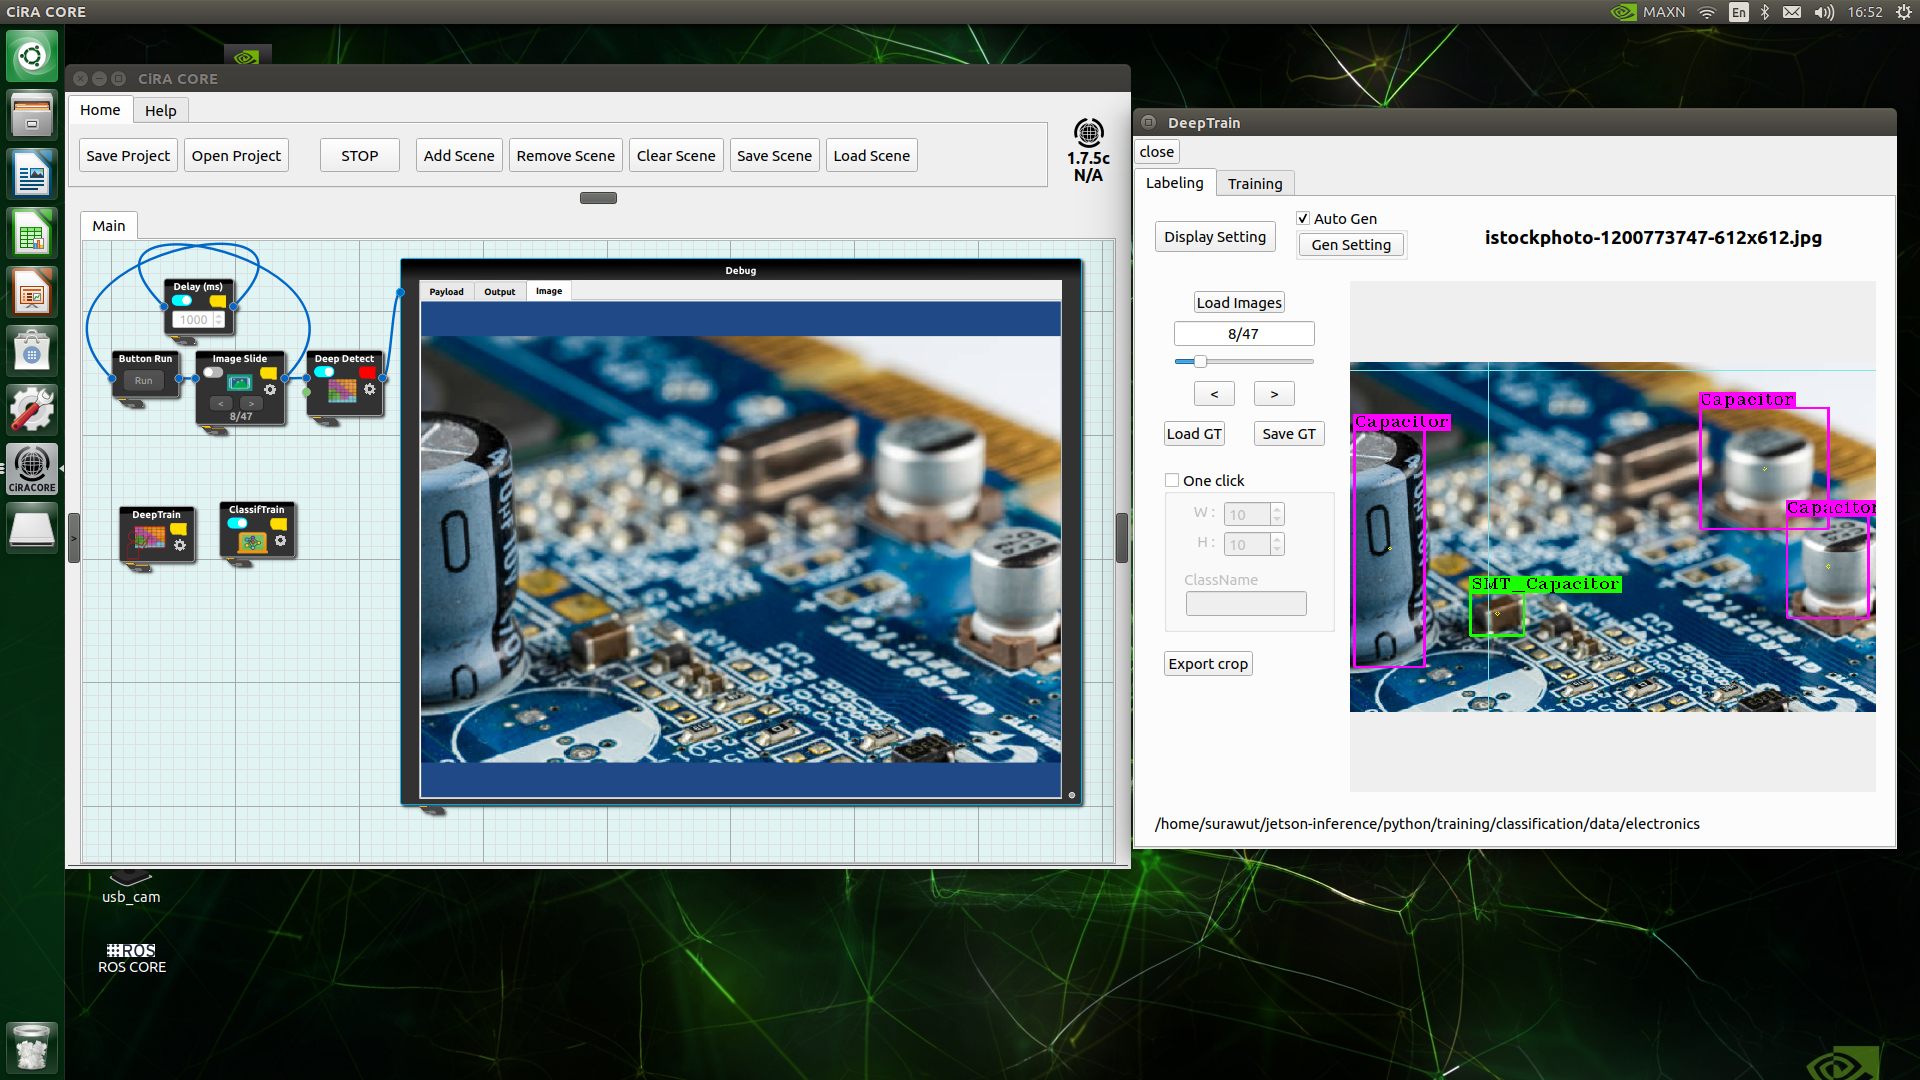 CiRA CORE
MAXN
En
16:52
CiRA CORE
Home
Help
Save Project
Open Project
STOP
Add Scene
Remove Scene
Clear Scene
Save Scene
Load Scene
1.7.5c
N/A
Main
Delay (ms)
1000
Button Run
Run
Image Slide
<
>
8/47
Deep Detect
DeepTrain
ClassifTrain
Debug
Payload
Output
Image
>
CiRACORE
usb_cam
ROS
ROS CORE
DeepTrain
close
Labeling
Training
Display Setting
Auto Gen
Gen Setting
istockphoto-1200773747-612x612.jpg
Load Images
8/47
<
>
Load GT
Save GT
One click
W :
10
H :
10
ClassName
Export crop
Capacitor
Capacitor
Capacitor
SMT_Capacitor
/home/surawut/jetson-inference/python/training/classification/data/electronics